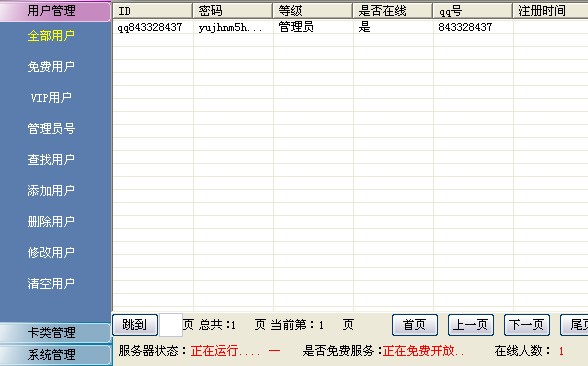 用户管理
全部用户
免费用户
VIP用户
管理员号
查找用户
添加用户
删除用户
修改用户
清空用户
卡类管理
系统管理
ID 密码 等级 是否在线 qq号 注册时间
qq843328437 yujhnm5h... 管理员 是 843328437
跳到 页 总共:1 页 当前第:1 页 首页 上一页 下一页 尾页
服务器状态:正在运行.... — 是否免费服务:正在免费开放.. 在线人数: 1